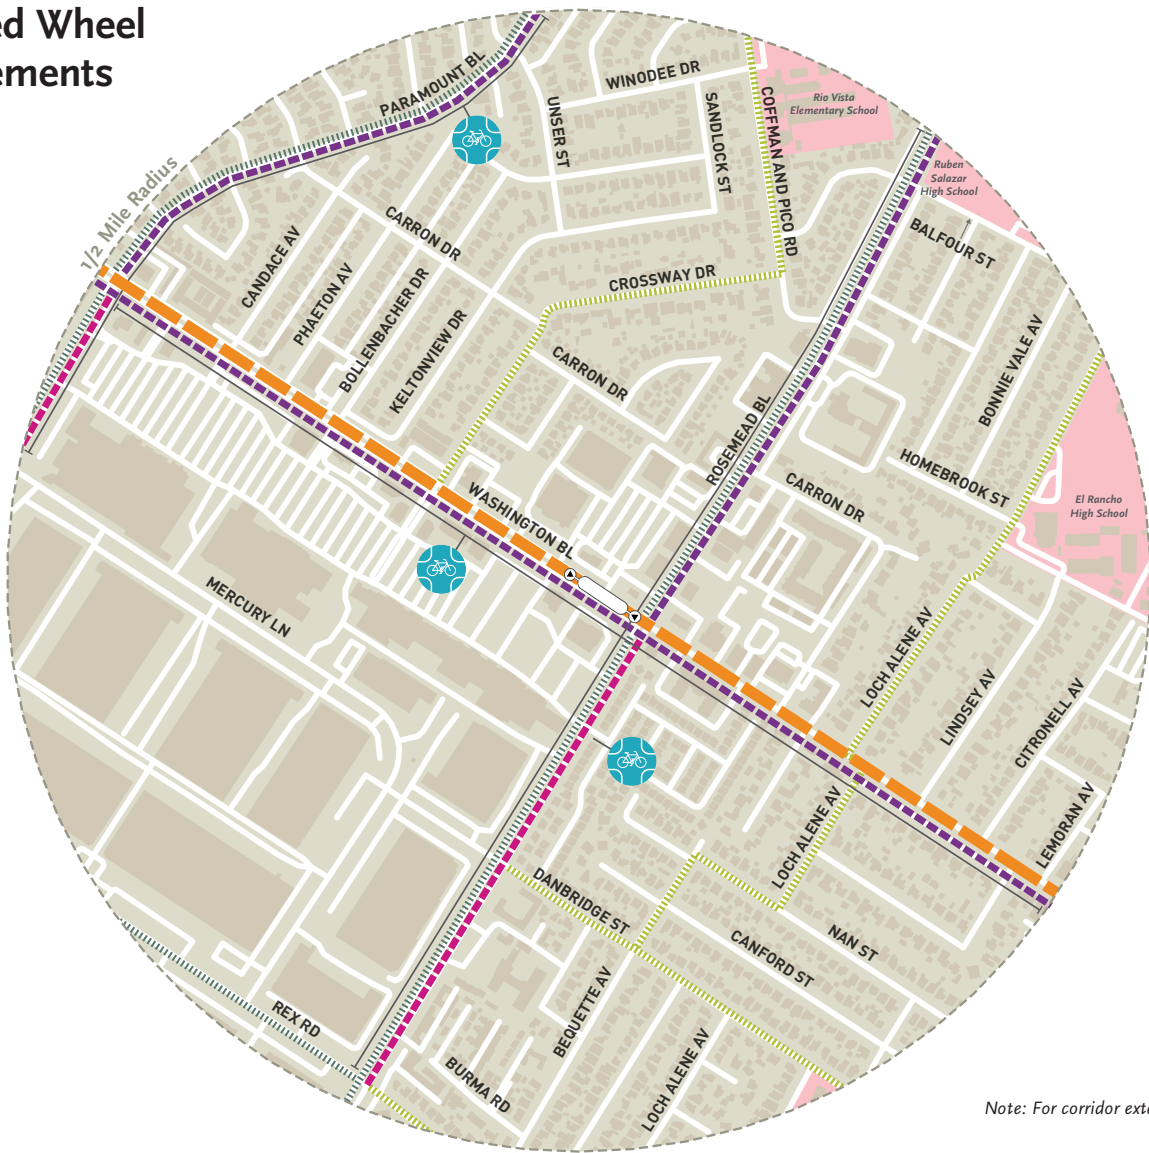 ed Wheel
ements
PARAMOUNT BL
WINODEE DR
UNSER ST
SANDLOCK ST
COFFMAN AND PICO RD
Rio Vista
Elementary School
Ruben
Salazar
High School
1/2 Mile Radius
CANDACE AV
CARRON DR
BALFOUR ST
PHAETON AV
BOLLENBACHER DR
KELTONVIEW DR
CROSSWAY DR
CARRON DR
BONNIE VALE AV
ROSEMEAD BL
HOMEBROOK ST
CARRON DR
El Rancho
High School
WASHINGTON BL
MERCURY LN
LOCH ALENE AV
LINDSEY AV
CITRONELL AV
LOCH ALENE AV
LEMORAN AV
DANBRIDGE ST
NAN ST
CANFORD ST
BEQUETTE AV
REX RD
BURMA RD
LOCH ALENE AV
Note: For corridor exte